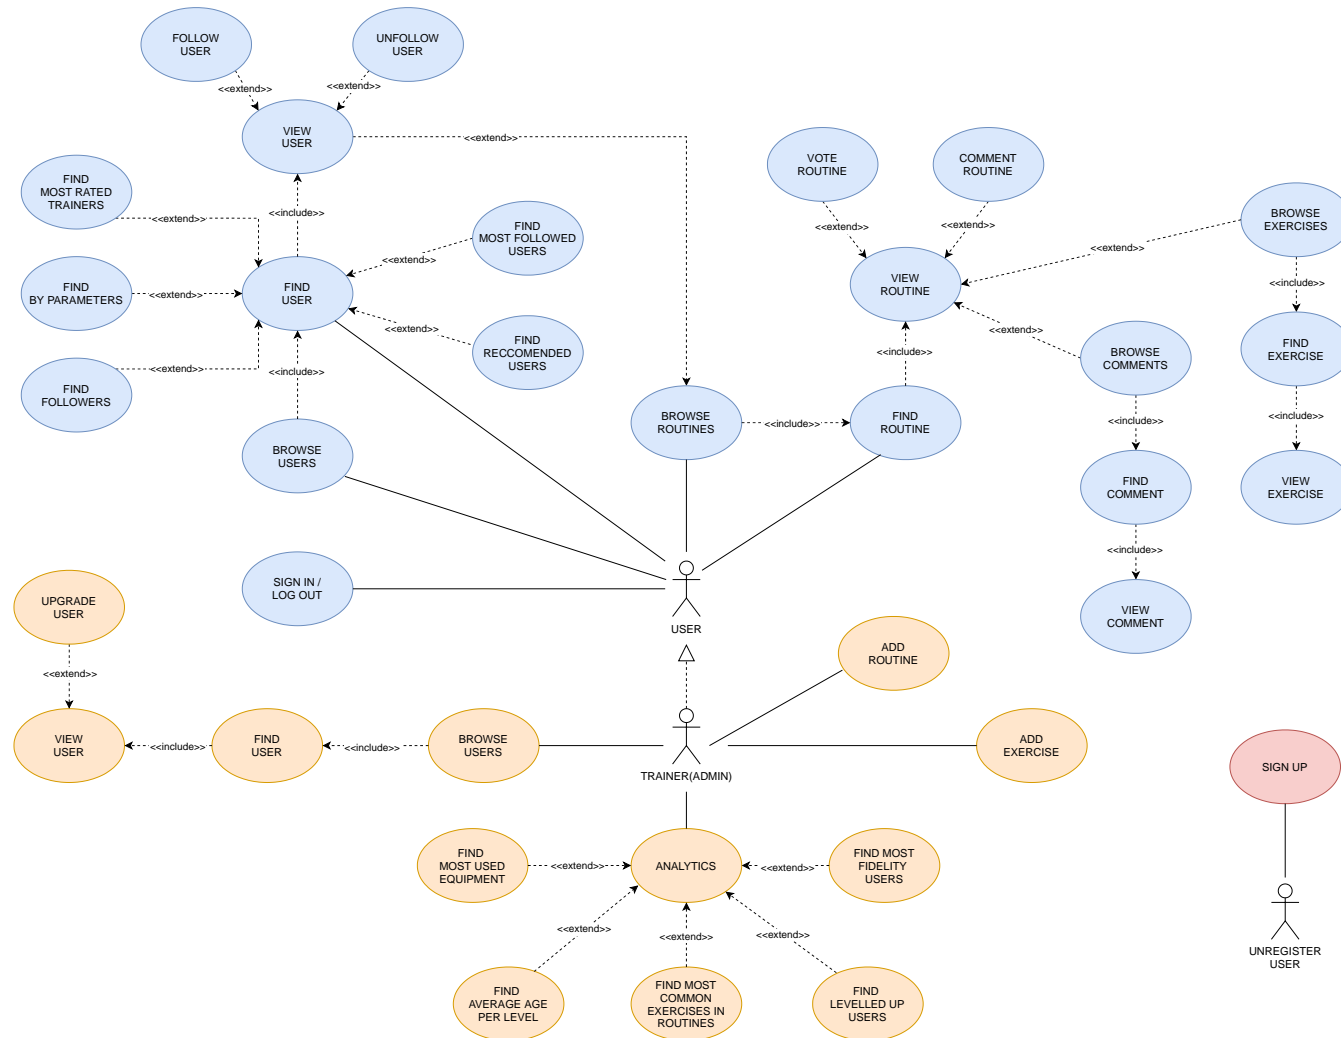 FOLLOW
USER
UNFOLLOW
USER
<<extend>>
<<extend>>
VIEW
USER
<<extend>>
VOTE
ROUTINE
COMMENT
ROUTINE
FIND
MOST RATED
TRAINERS
<<extend>>
<<include>>
FIND
MOST FOLLOWED
USERS
<<extend>>
<<extend>>
<<extend>>
BROWSE
EXERCISES
<<extend>>
<<extend>>
FIND
BY PARAMETERS
<<extend>>
FIND
USER
VIEW
ROUTINE
<<include>>
<<extend>>
FIND
RECCOMENDED
USERS
<<extend>>
BROWSE
COMMENTS
FIND
EXERCISE
FIND
FOLLOWERS
<<extend>>
<<include>>
<<include>>
BROWSE
ROUTINES
<<include>>
FIND
ROUTINE
<<include>>
<<include>>
BROWSE
USERS
FIND
COMMENT
VIEW
EXERCISE
<<include>>
SIGN IN /
LOG OUT
USER
VIEW
COMMENT
UPGRADE
USER
<<extend>>
ADD
ROUTINE
VIEW
USER
<<include>>
FIND
USER
<<include>>
BROWSE
USERS
TRAINER(ADMIN)
ADD
EXERCISE
SIGN UP
FIND
MOST USED
EQUIPMENT
<<extend>>
ANALYTICS
<<extend>>
FIND MOST
FIDELITY
USERS
<<extend>>
<<extend>>
<<extend>>
UNREGISTER
USER
FIND
AVERAGE AGE
PER LEVEL
FIND MOST
COMMON
EXERCISES IN
ROUTINES
FIND
LEVELLED UP
USERS